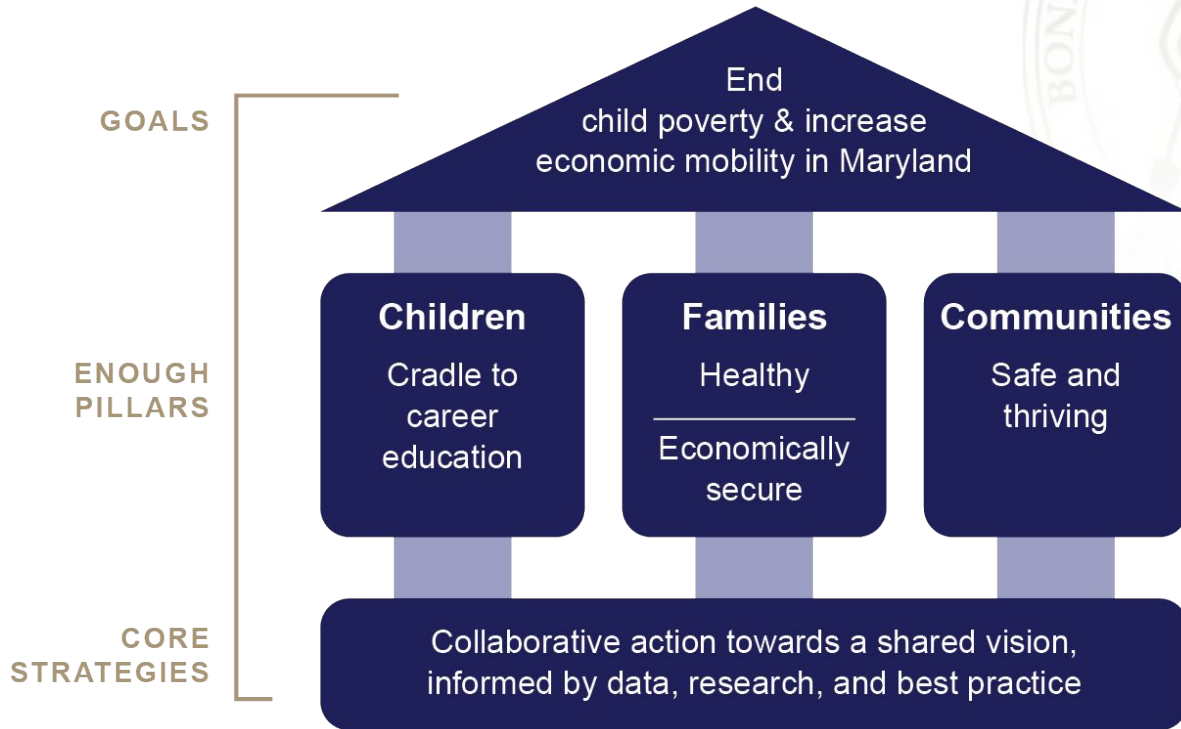 GOALS
End
child poverty & increase
economic mobility in Maryland
ENOUGH
PILLARS
Children
Cradle to
career
education
Families
Healthy
Economically
secure
Communities
Safe and
thriving
CORE
STRATEGIES
Collaborative action towards a shared vision,
informed by data, research, and best practice